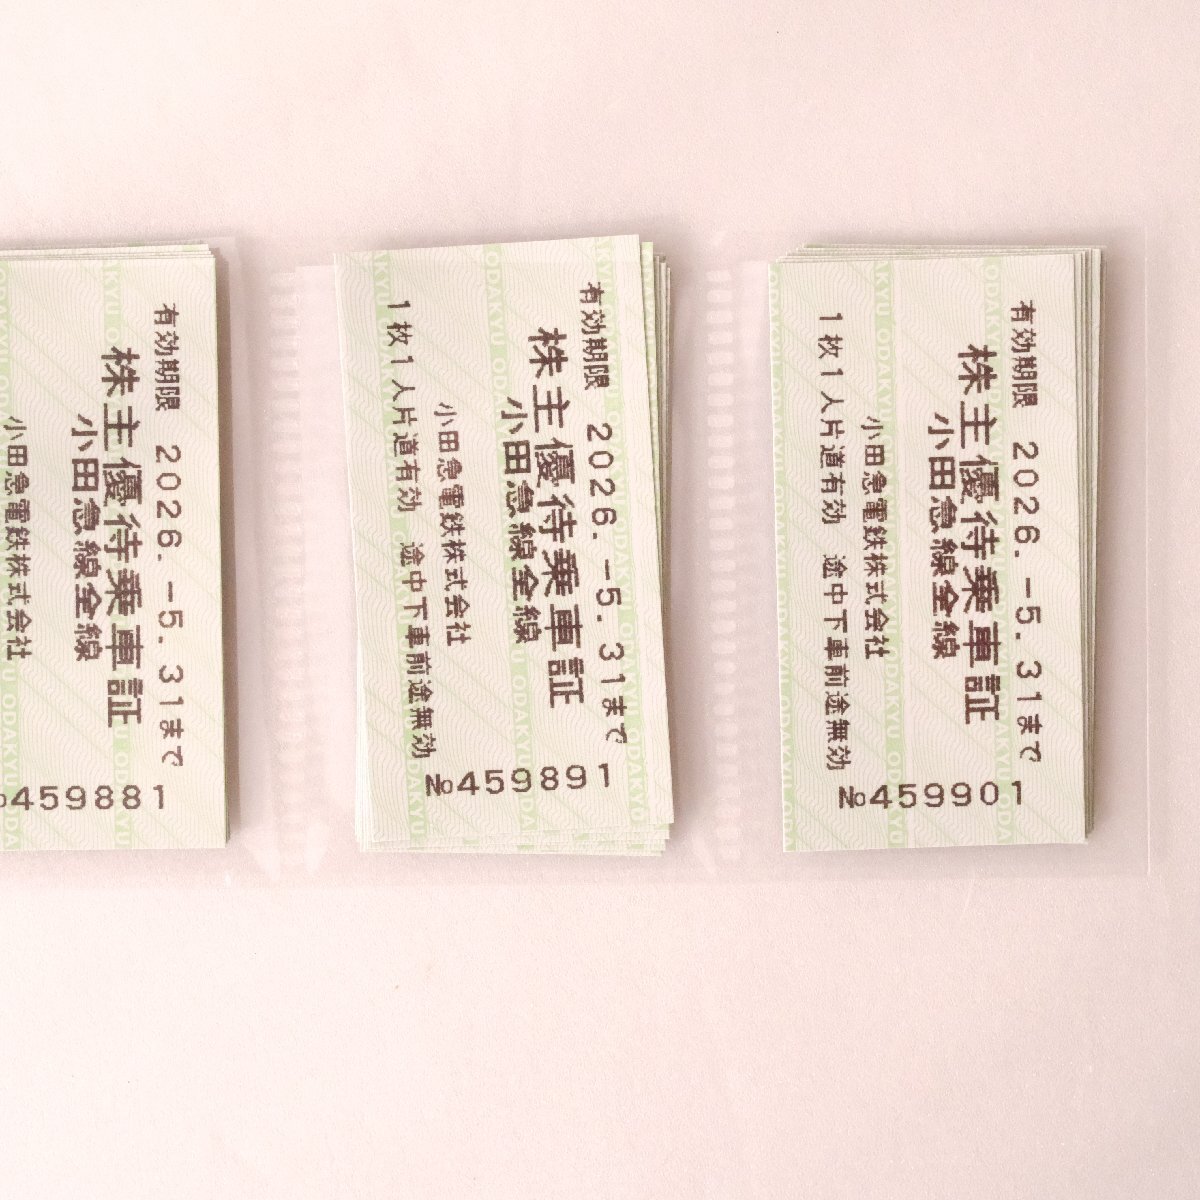 有効期限 2026.-5.31まで
株主優待乗車証
小田急線全線
小田急電鉄株式会社
№459881
有効期限 2026.-5.31まで
株主優待乗車証
小田急線全線
小田急電鉄株式会社
1枚1人片道有効 途中下車前途無効
№459891
有効期限 2026.-5.31まで
株主優待乗車証
小田急線全線
小田急電鉄株式会社
1枚1人片道有効 途中下車前途無効
№459901
ODAKYU ODAKYU ODAKYU